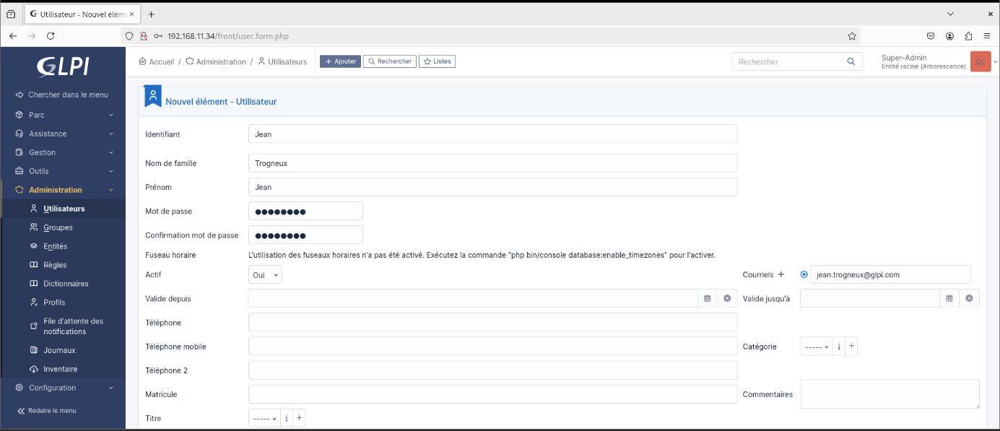 Utilisateur - Nouvel élém
192.168.11.34/front/user.form.php
GLPI
Chercher dans le menu
Parc
Assistance
Gestion
Outils
Administration
Utilisateurs
Groupes
Entités
Règles
Dictionnaires
Profils
File d'attente des
notifications
Journaux
Inventaire
Configuration
Réduire le menu
Accueil / Administration / Utilisateurs
Ajouter Rechercher Listes
Rechercher
Super-Admin
Entité racine (Arborescence)
GL
Nouvel élément - Utilisateur
Identifiant Jean
Nom de famille Trogneux
Prénom Jean
Mot de passe ●●●●●●●●
Confirmation mot de passe ●●●●●●●●
Fuseau horaire L'utilisation des fuseaux horaires n'a pas été activé. Exécutez la commande "php bin/console database:enable_timezones" pour l'activer.
Actif Oui Courriels + jean.trogneux@glpi.com
Valide depuis Valide jusqu'à
Téléphone
Téléphone mobile Catégorie ----- i +
Téléphone 2
Matricule Commentaires
Titre ----- i +